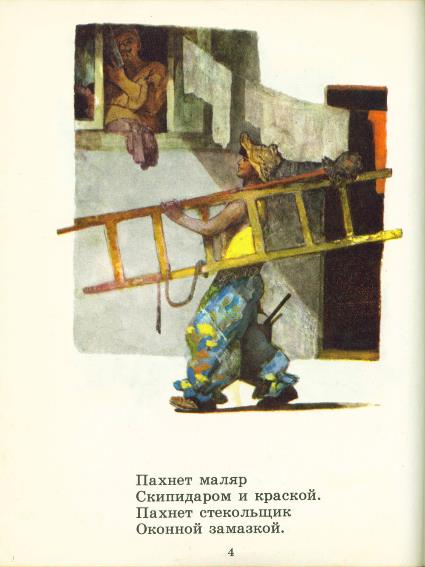 Пахнет маляр
Скипидаром и краской.
Пахнет стекольщик
Оконной замазкой.
4